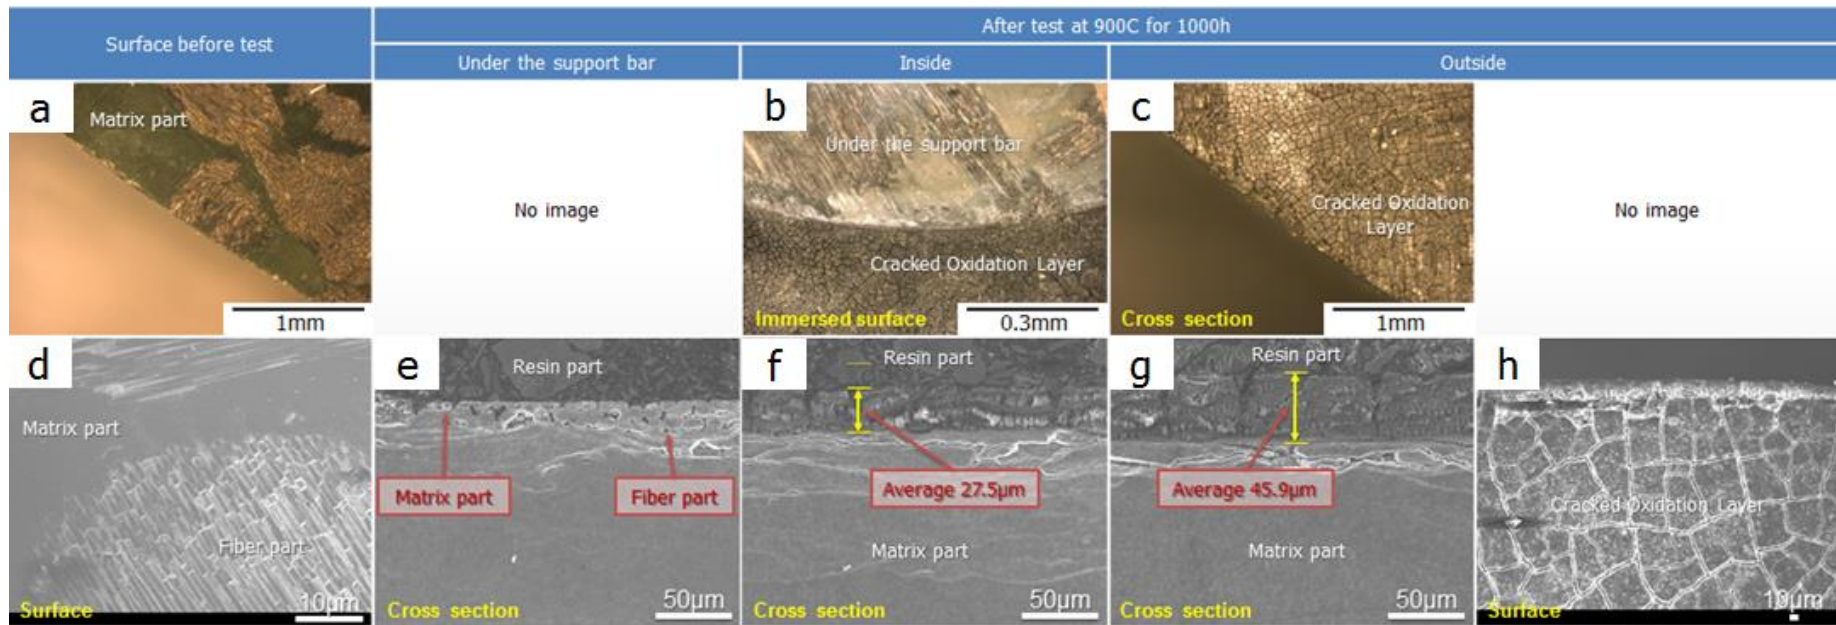 Surface before test
After test at 900C for 1000h
Under the support bar
Inside
Outside
a
Matrix part
1mm
No image
b
Under the support bar
Cracked Oxidation Layer
Immersed surface
0.3mm
c
Cracked Oxidation
Layer
Cross section
1mm
No image
d
Matrix part
Fiber part
Surface
10μm
e
Resin part
Matrix part
Fiber part
Cross section
50μm
f
Resin part
Average 27.5μm
Matrix part
Cross section
50μm
g
Resin part
Average 45.9μm
Matrix part
Cross section
50μm
h
Cracked Oxidation Layer
Surface
10μm